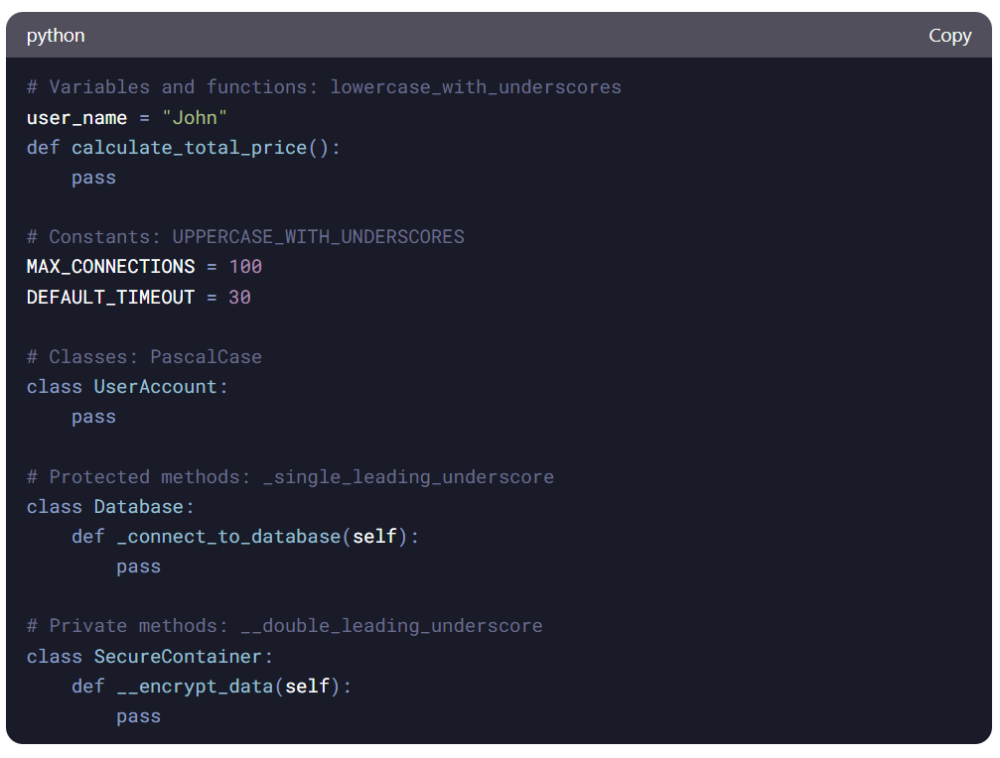 python
Copy
# Variables and functions: lowercase_with_underscores
user_name = "John"
def calculate_total_price():
    pass
# Constants: UPPERCASE_WITH_UNDERSCORES
MAX_CONNECTIONS = 100
DEFAULT_TIMEOUT = 30
# Classes: PascalCase
class UserAccount:
    pass
# Protected methods: _single_leading_underscore
class Database:
    def _connect_to_database(self):
        pass
# Private methods: __double_leading_underscore
class SecureContainer:
    def __encrypt_data(self):
        pass